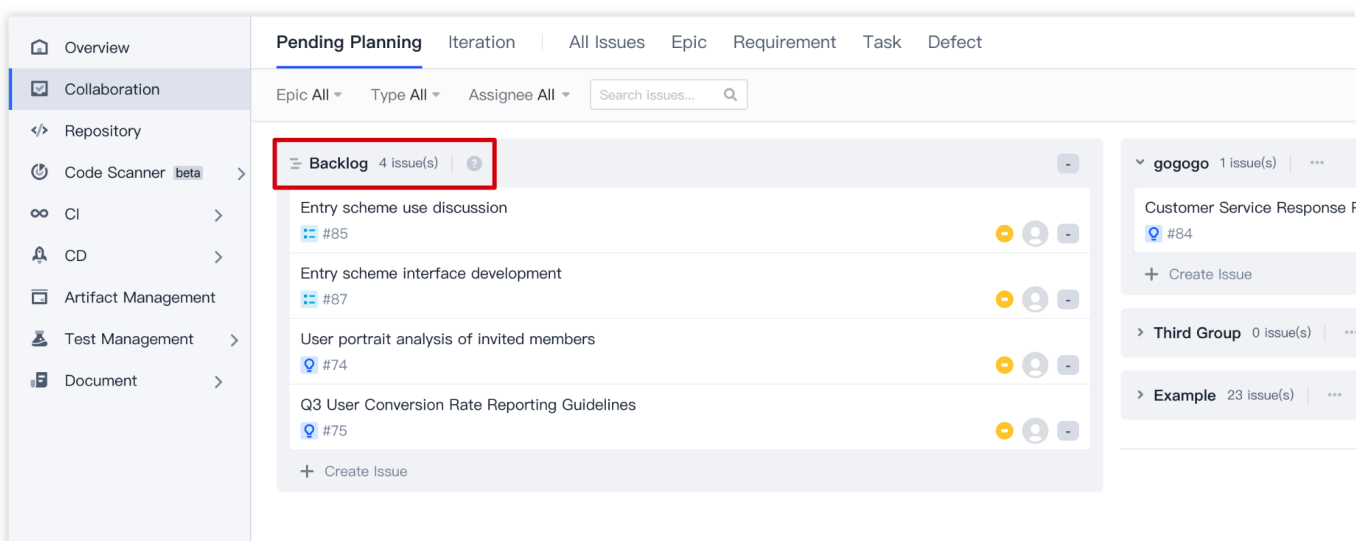 Overview
Collaboration
Repository
Code Scanner beta
CI
CD
Artifact Management
Test Management
Document
Pending Planning Iteration All Issues Epic Requirement Task Defect
Epic All Type All Assignee All Search issues...
Backlog 4 issue(s) ? -
Entry scheme use discussion
#85 -
Entry scheme interface development
#87 -
User portrait analysis of invited members
#74 -
Q3 User Conversion Rate Reporting Guidelines
#75 -
+ Create Issue
gogogo 1 issue(s) ...
Customer Service Response
#84
+ Create Issue
Third Group 0 issue(s) ...
Example 23 issue(s) ...